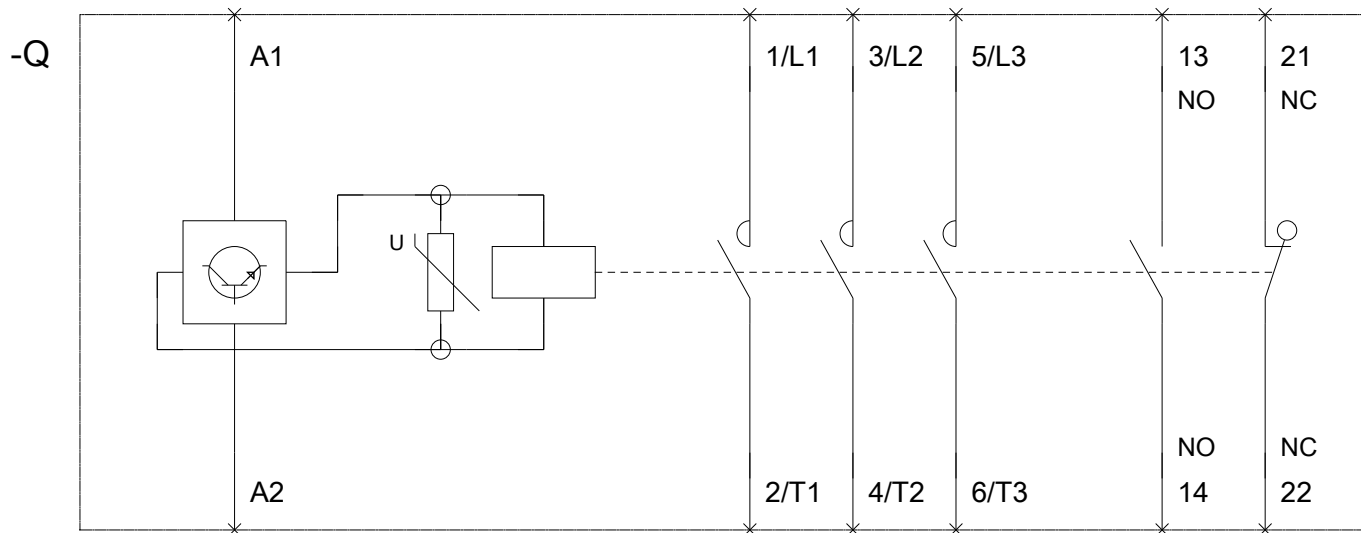 -Q
A1 1/L1 3/L2 5/L3 13 21
NO NC
U
NO NC
A2 2/T1 4/T2 6/T3 14 22